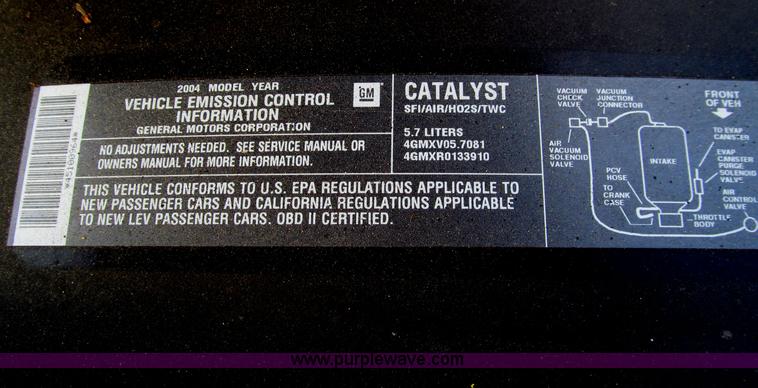 2004 MODEL YEAR
VEHICLE EMISSION CONTROL
INFORMATION
GENERAL MOTORS CORPORATION
GM
NO ADJUSTMENTS NEEDED. SEE SERVICE MANUAL OR
OWNERS MANUAL FOR MORE INFORMATION.
CATALYST
SFI/AIR/HO2S/TWC
5.7 LITERS
4GMXV05.7081
4GMXR0133910
THIS VEHICLE CONFORMS TO U.S. EPA REGULATIONS APPLICABLE TO
NEW PASSENGER CARS AND CALIFORNIA REGULATIONS APPLICABLE
TO NEW LEV PASSENGER CARS. OBD II CERTIFIED.
VACUUM
CHECK
VALVE
VACUUM
JUNCTION
CONNECTOR
FRONT
OF VEH
AIR
VACUUM
SOLENOID
VALVE
INTAKE
PCV
HOSE
TO
CRANK
CASE
TO EVAP
CANISTER
EVAP
CANISTER
PURGE
SOLENOID
VALVE
AIR
CONTROL
VALVE
THROTTLE
BODY
www.purplewave.com